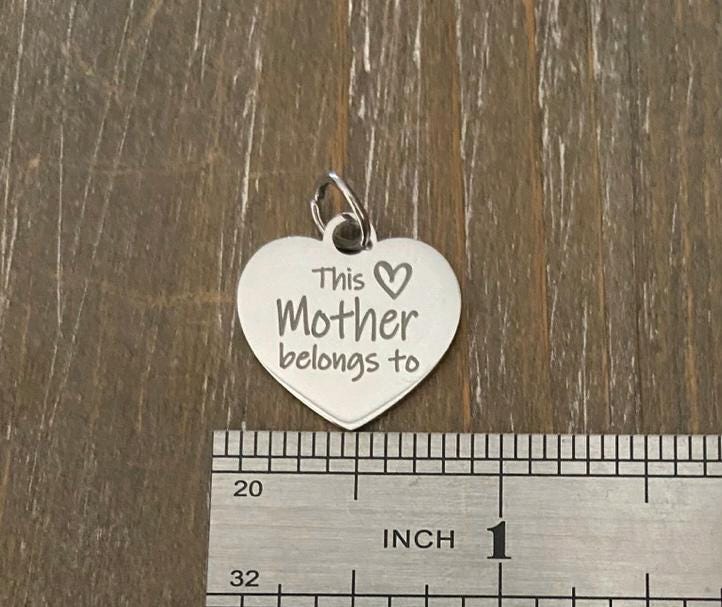 This
Mother
belongs to
20
INCH 1
32